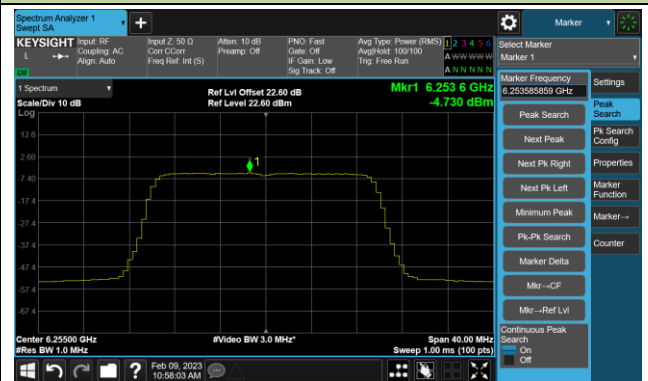 Spectrum Analyzer 1
Swept SA
Marker
KEYSIGHT
L
Input: RF
Coupling: AC
Align: Auto
Input Z: 50 Ω
Corr CCorr
Freq Ref: Int (S)
Atten: 10 dB
Preamp: Off
PNO: Fast
Gate: Off
IF Gain: Low
Sig Track: Off
Avg Type: Power (RMS)
Avg|Hold: 100/100
Trig: Free Run
1 2 3 4 5 6
A W W W W W
A N N N N N
Select Marker
Marker 1
1 Spectrum
Scale/Div 10 dB
Log
Ref Lvl Offset 22.60 dB
Ref Level 22.60 dBm
Mkr1 6.253 6 GHz
-4.730 dBm
12.6
2.60
-7.40
-17.4
-27.4
-37.4
-47.4
-57.4
-67.4
1
Center 6.25500 GHz
#Res BW 1.0 MHz
#Video BW 3.0 MHz*
Span 40.00 MHz
Sweep 1.00 ms (100 pts)
Marker Frequency
6.253585859 GHz
Peak Search
Next Peak
Next Pk Right
Next Pk Left
Minimum Peak
Pk-Pk Search
Marker Delta
Mkr→CF
Mkr→Ref Lvl
Continuous Peak
Search
On
Off
Settings
Peak
Search
Pk Search
Config
Properties
Marker
Function
Marker→
Counter
Feb 09, 2023
10:58:03 AM